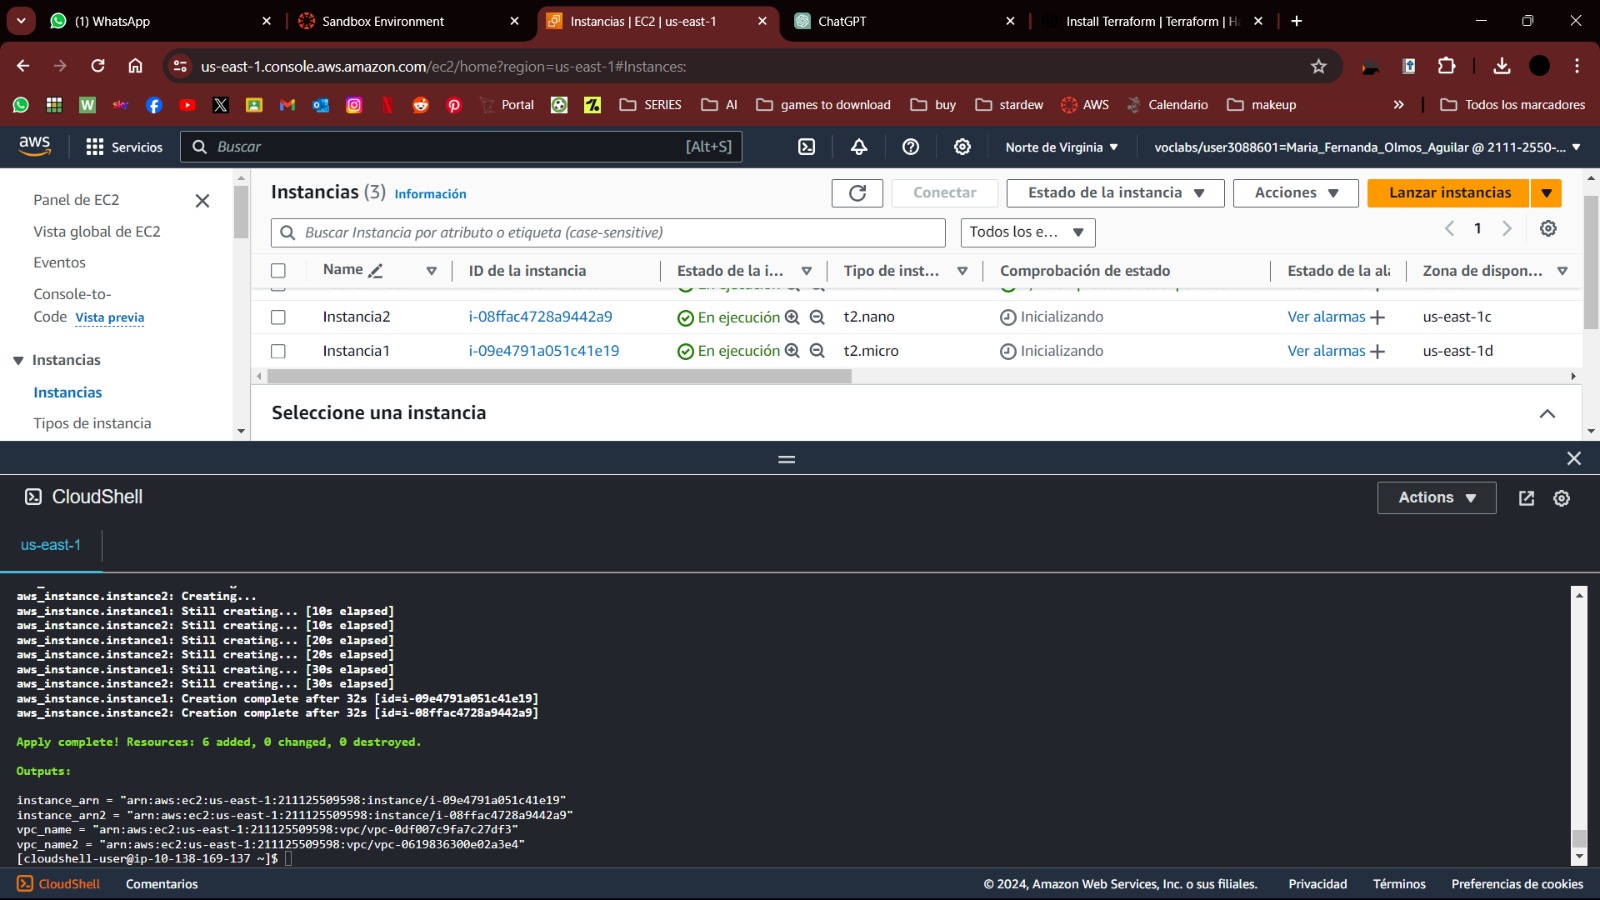 (1) WhatsApp
Sandbox Environment
Instancias | EC2 | us-east-1
ChatGPT
Install Terraform | Terraform | Ha
us-east-1.console.aws.amazon.com/ec2/home?region=us-east-1#Instances:
sky
Portal
SERIES
AI
games to download
buy
stardew
AWS
Calendario
makeup
Todos los marcadores
aws
Servicios
Buscar
[Alt+S]
Norte de Virginia
voclabs/user3088601=Maria_Fernanda_Olmos_Aguilar @ 2111-2550-...
Panel de EC2
Vista global de EC2
Eventos
Console-to-
Code Vista previa
Instancias
Instancias
Tipos de instancia
Instancias (3) Información
Conectar
Estado de la instancia
Acciones
Lanzar instancias
Buscar Instancia por atributo o etiqueta (case-sensitive)
Todos los e...
1
Name
ID de la instancia
Estado de la i...
Tipo de inst...
Comprobación de estado
Estado de la ala
Zona de dispon...
Instancia2 i-08ffac4728a9442a9 En ejecución t2.nano Inicializando Ver alarmas us-east-1c
Instancia1 i-09e4791a051c41e19 En ejecución t2.micro Inicializando Ver alarmas us-east-1d
Seleccione una instancia
CloudShell
Actions
us-east-1
aws_instance.instance2: Creating...
aws_instance.instance1: Still creating... [10s elapsed]
aws_instance.instance2: Still creating... [10s elapsed]
aws_instance.instance1: Still creating... [20s elapsed]
aws_instance.instance2: Still creating... [20s elapsed]
aws_instance.instance1: Still creating... [30s elapsed]
aws_instance.instance2: Still creating... [30s elapsed]
aws_instance.instance1: Creation complete after 32s [id=i-09e4791a051c41e19]
aws_instance.instance2: Creation complete after 32s [id=i-08ffac4728a9442a9]
Apply complete! Resources: 6 added, 0 changed, 0 destroyed.
Outputs:
instance_arn = "arn:aws:ec2:us-east-1:211125509598:instance/i-09e4791a051c41e19"
instance_arn2 = "arn:aws:ec2:us-east-1:211125509598:instance/i-08ffac4728a9442a9"
vpc_name = "arn:aws:ec2:us-east-1:211125509598:vpc/vpc-0df007c9fa7c27df3"
vpc_name2 = "arn:aws:ec2:us-east-1:211125509598:vpc/vpc-0619836300e02a3e4"
[cloudshell-user@ip-10-138-169-137 ~]$
CloudShell
Comentarios
© 2024, Amazon Web Services, Inc. o sus filiales.
Privacidad
Términos
Preferencias de cookies